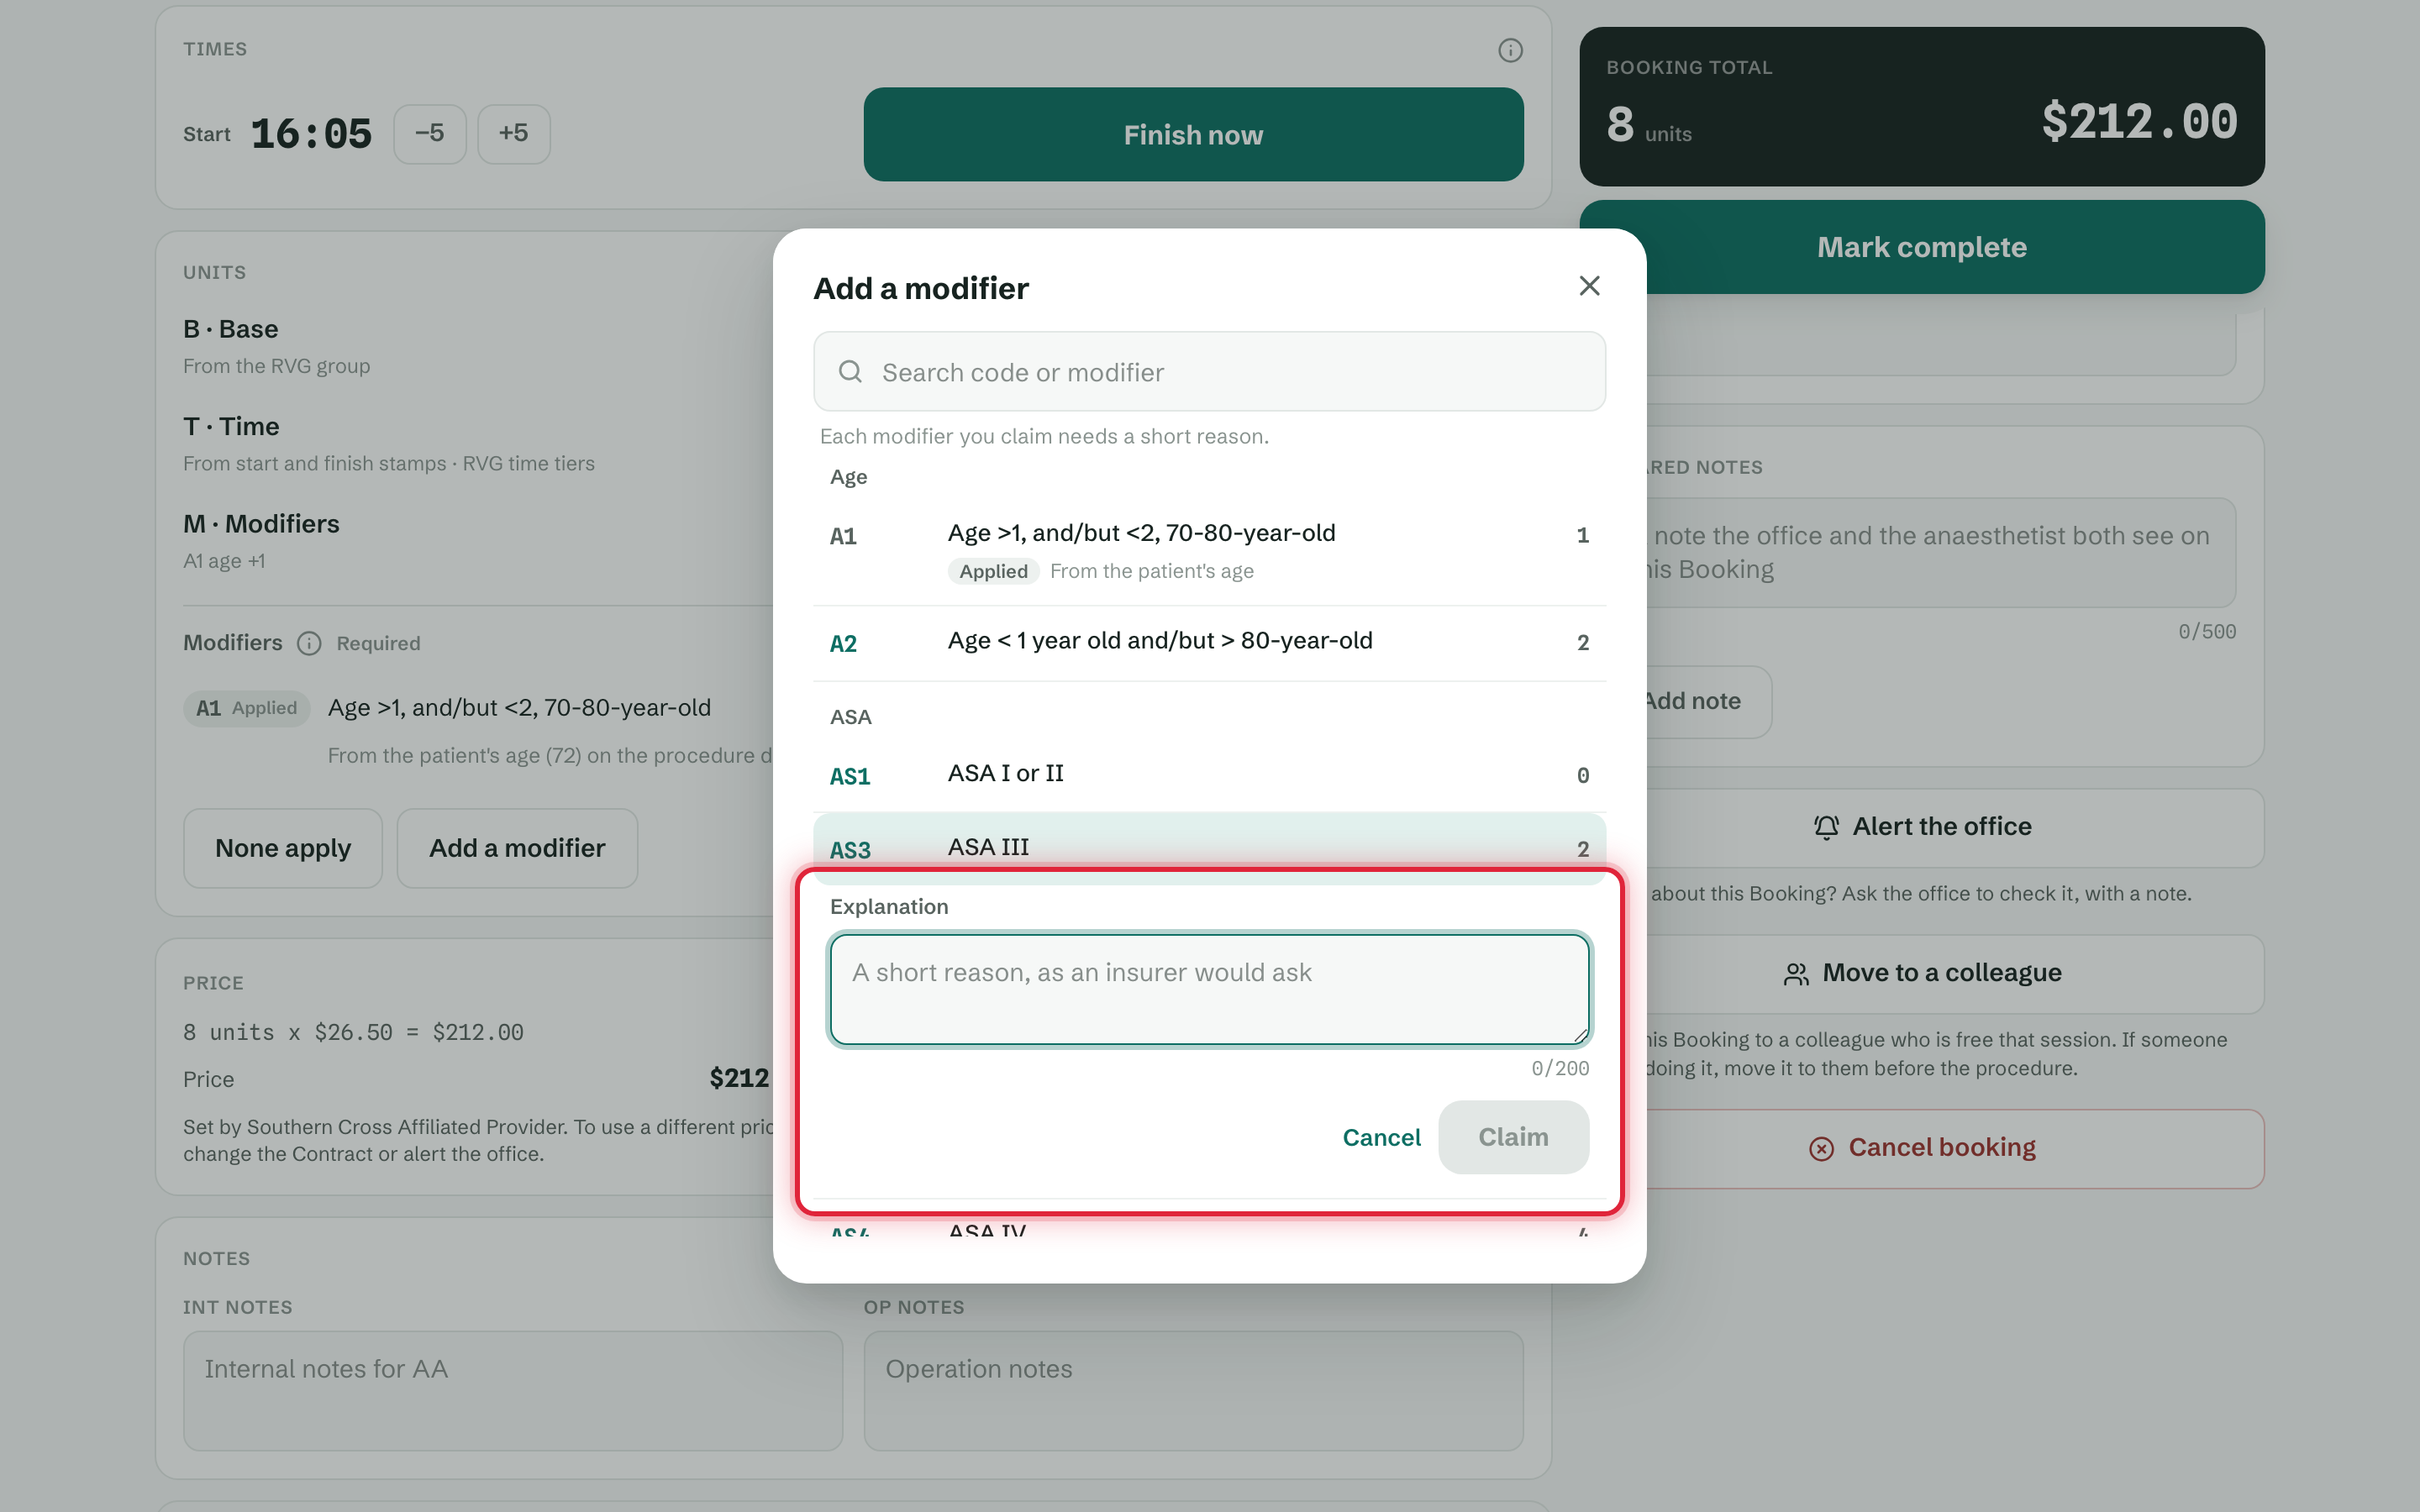 TIMES
Start 16:05 −5 +5
Finish now
BOOKING TOTAL
8 units $212.00
Mark complete
UNITS
B · Base
From the RVG group
T · Time
From start and finish stamps · RVG time tiers
M · Modifiers
A1 age +1
Modifiers Required
A1 Applied Age >1, and/but <2, 70-80-year-old
From the patient's age (72) on the procedure
None apply Add a modifier
PRICE
8 units x $26.50 = $212.00
Price $212
Set by Southern Cross Affiliated Provider. To use a different
change the Contract or alert the office.
NOTES
INT NOTES
Internal notes for AA
OP NOTES
Operation notes
Add a modifier
Search code or modifier
Each modifier you claim needs a short reason.
Age
A1 Age >1, and/but <2, 70-80-year-old 1
Applied From the patient's age
A2 Age < 1 year old and/but > 80-year-old 2
ASA
AS1 ASA I or II 0
AS3 ASA III 2
Explanation
A short reason, as an insurer would ask
0/200
Cancel Claim
AS4 ASA IV 4
NOTES
note the office and the anaesthetist both see on
Booking
0/500
Add note
Alert the office
about this Booking? Ask the office to check it, with a note.
Move to a colleague
Booking to a colleague who is free that session. If someone
doing it, move it to them before the procedure.
Cancel booking